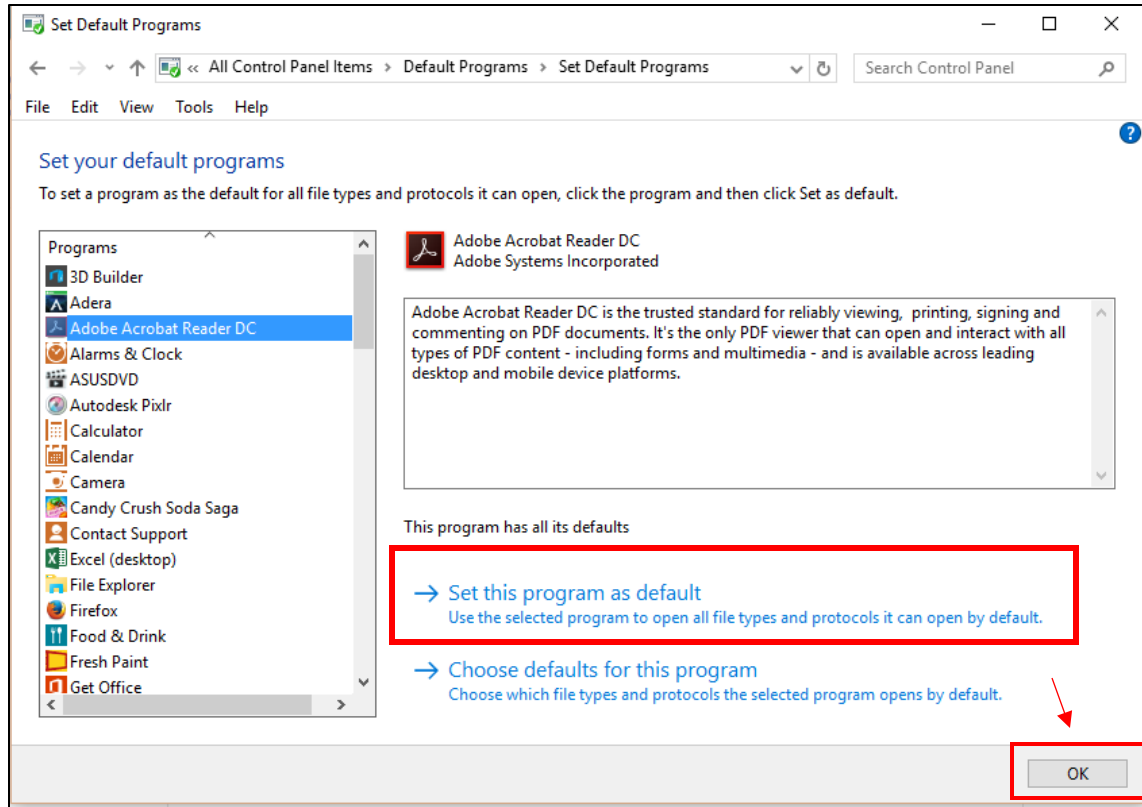 Set Default Programs
« All Control Panel Items > Default Programs > Set Default Programs
Search Control Panel
File Edit View Tools Help
?
Set your default programs
To set a program as the default for all file types and protocols it can open, click the program and then click Set as default.
Programs
3D Builder
Adera
Adobe Acrobat Reader DC
Alarms & Clock
ASUSDVD
Autodesk Pixlr
Calculator
Calendar
Camera
Candy Crush Soda Saga
Contact Support
Excel (desktop)
File Explorer
Firefox
Food & Drink
Fresh Paint
Get Office
Adobe Acrobat Reader DC
Adobe Systems Incorporated
Adobe Acrobat Reader DC is the trusted standard for reliably viewing, printing, signing and
commenting on PDF documents. It's the only PDF viewer that can open and interact with all
types of PDF content - including forms and multimedia - and is available across leading
desktop and mobile device platforms.
This program has all its defaults
Set this program as default
Use the selected program to open all file types and protocols it can open by default.
Choose defaults for this program
Choose which file types and protocols the selected program opens by default.
OK